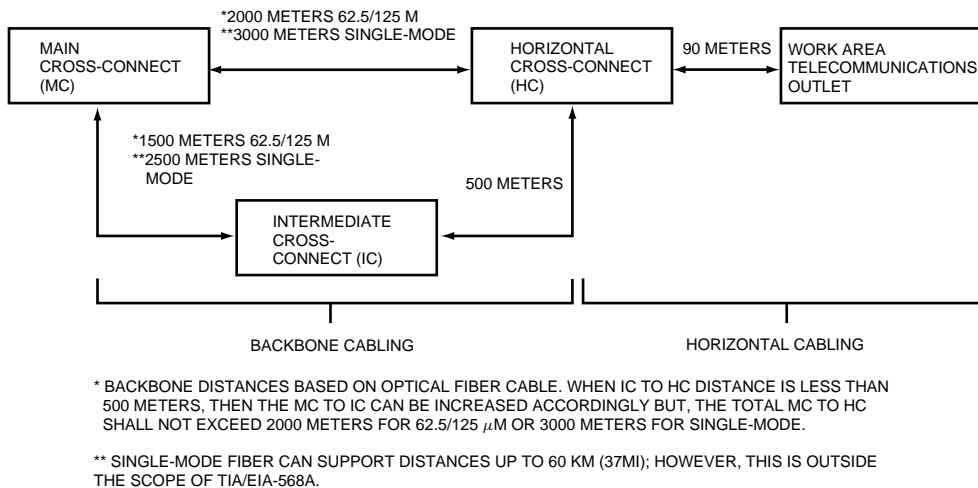 *2000 METERS 62.5/125 M
**3000 METERS SINGLE-MODE
MAIN
CROSS-CONNECT
(MC)
HORIZONTAL
CROSS-CONNECT
(HC)
90 METERS
WORK AREA
TELECOMMUNICATIONS
OUTLET
*1500 METERS 62.5/125 M
**2500 METERS SINGLE-
MODE
500 METERS
INTERMEDIATE
CROSS-
CONNECT (IC)
BACKBONE CABLING
HORIZONTAL CABLING
* BACKBONE DISTANCES BASED ON OPTICAL FIBER CABLE. WHEN IC TO HC DISTANCE IS LESS THAN
500 METERS, THEN THE MC TO IC CAN BE INCREASED ACCORDINGLY BUT, THE TOTAL MC TO HC
SHALL NOT EXCEED 2000 METERS FOR 62.5/125 μM OR 3000 METERS FOR SINGLE-MODE.
** SINGLE-MODE FIBER CAN SUPPORT DISTANCES UP TO 60 KM (37MI); HOWEVER, THIS IS OUTSIDE
THE SCOPE OF TIA/EIA-568A.